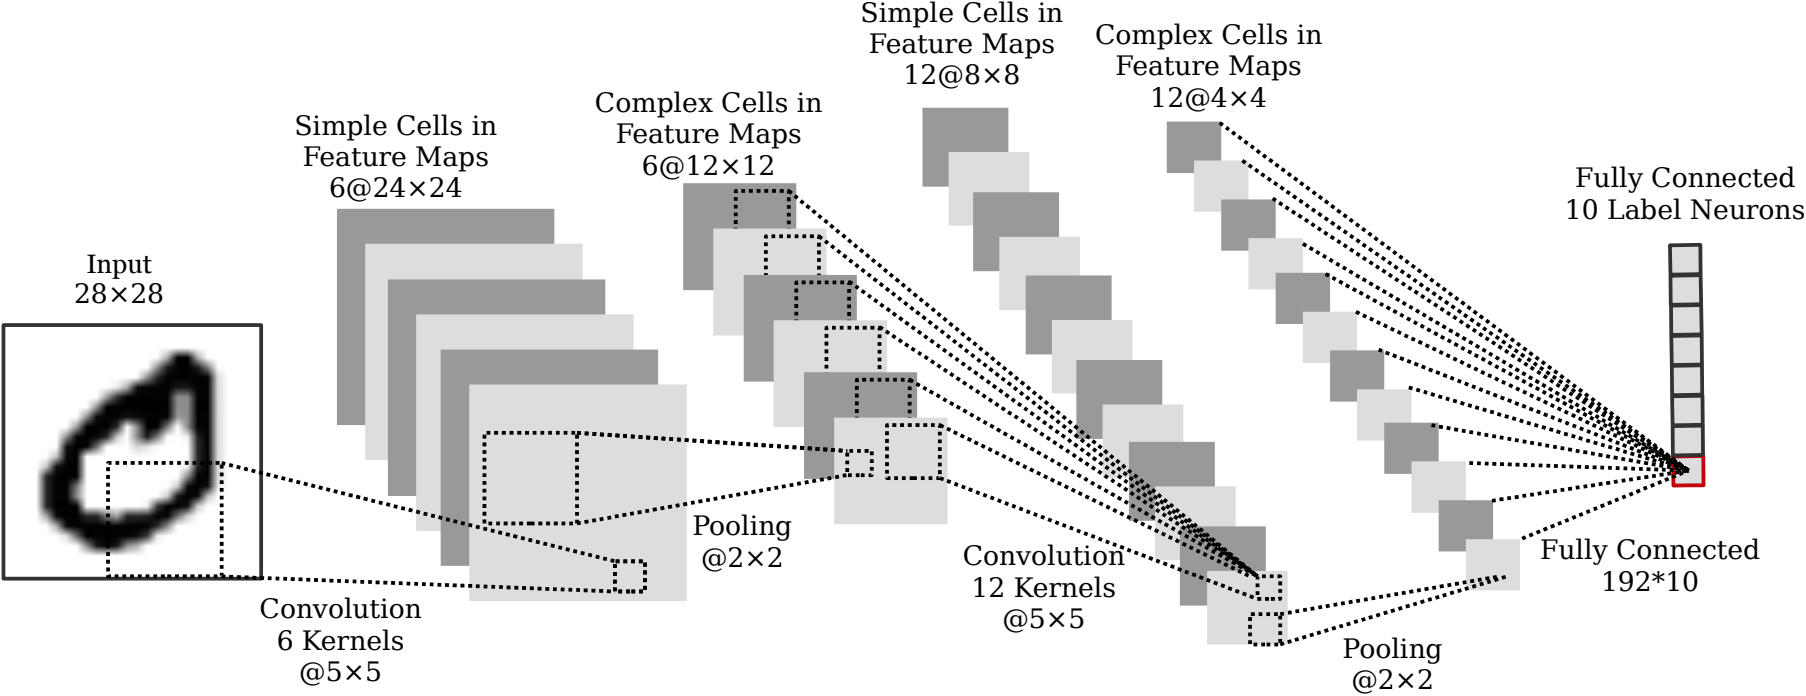 Input
28×28
Simple Cells in
Feature Maps
6@24×24
Complex Cells in
Feature Maps
6@12×12
Simple Cells in
Feature Maps
12@8×8
Complex Cells in
Feature Maps
12@4×4
Fully Connected
10 Label Neurons
Convolution
6 Kernels
@5×5
Pooling
@2×2
Convolution
12 Kernels
@5×5
Pooling
@2×2
Fully Connected
192*10